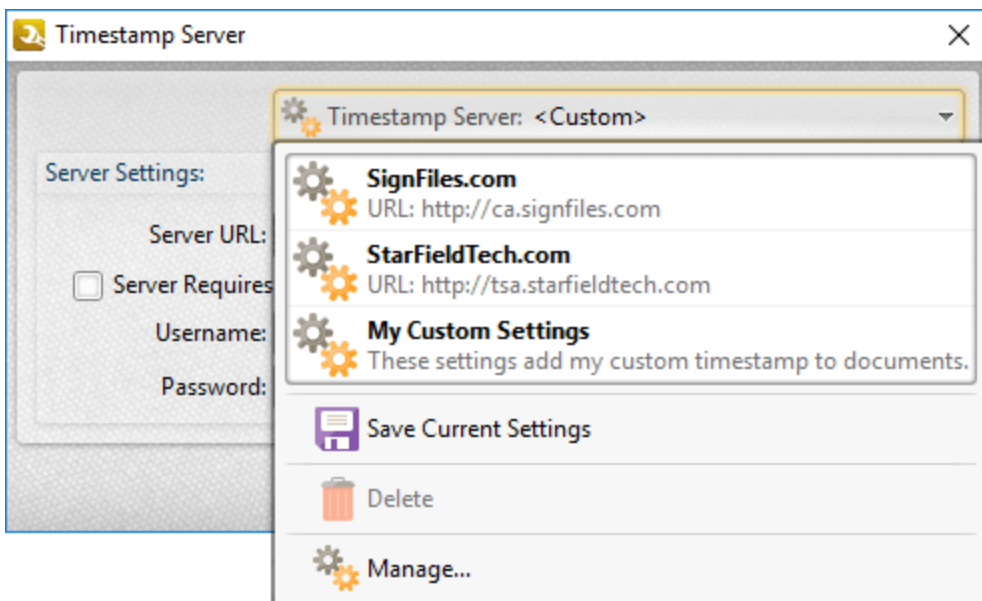 Timestamp Server
Timestamp Server: <Custom>
Server Settings:
SignFiles.com
URL: http://ca.signfiles.com
Server URL:
StarFieldTech.com
URL: http://tsa.starfieldtech.com
Server Requires
Username:
My Custom Settings
These settings add my custom timestamp to documents.
Password:
Save Current Settings
Delete
Manage...